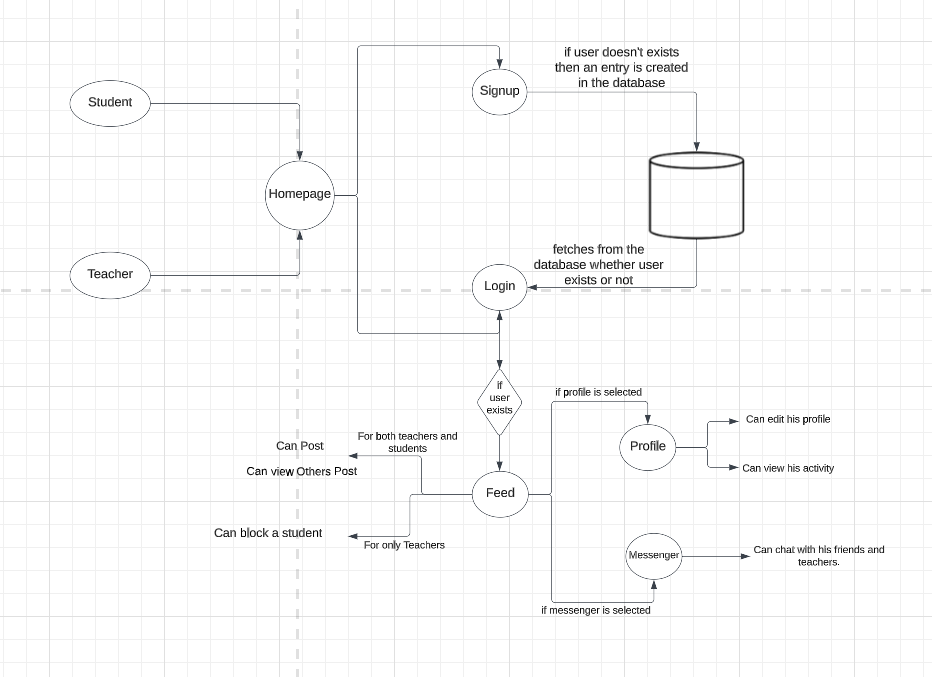 if user doesn't exists
then an entry is created
in the database
Signup
Student
Homepage
Teacher
fetches from the
database whether user
exists or not
Login
if
user
exists
if profile is selected
Can edit his profile
Profile
Can view his activity
For both teachers and
students
Can Post
Can view Others Post
Feed
Can block a student
For only Teachers
Messenger
Can chat with his friends and
teachers.
if messenger is selected